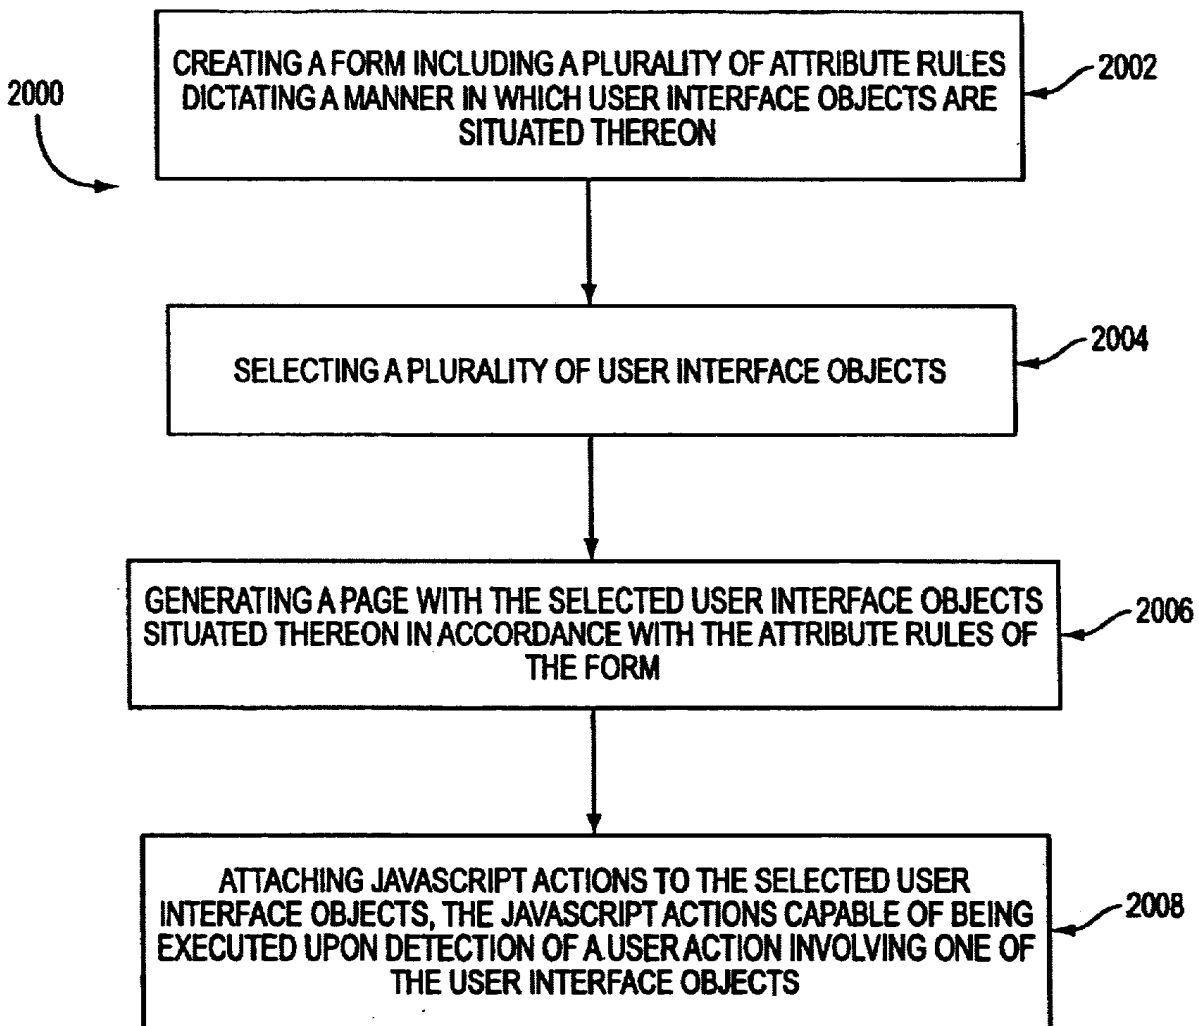 2000
CREATING A FORM INCLUDING A PLURALITY OF ATTRIBUTE RULES
DICTATING A MANNER IN WHICH USER INTERFACE OBJECTS ARE
SITUATED THEREON
2002
SELECTING A PLURALITY OF USER INTERFACE OBJECTS
2004
GENERATING A PAGE WITH THE SELECTED USER INTERFACE OBJECTS
SITUATED THEREON IN ACCORDANCE WITH THE ATTRIBUTE RULES OF
THE FORM
2006
ATTACHING JAVASCRIPT ACTIONS TO THE SELECTED USER
INTERFACE OBJECTS, THE JAVASCRIPT ACTIONS CAPABLE OF BEING
EXECUTED UPON DETECTION OF A USER ACTION INVOLVING ONE OF
THE USER INTERFACE OBJECTS
2008